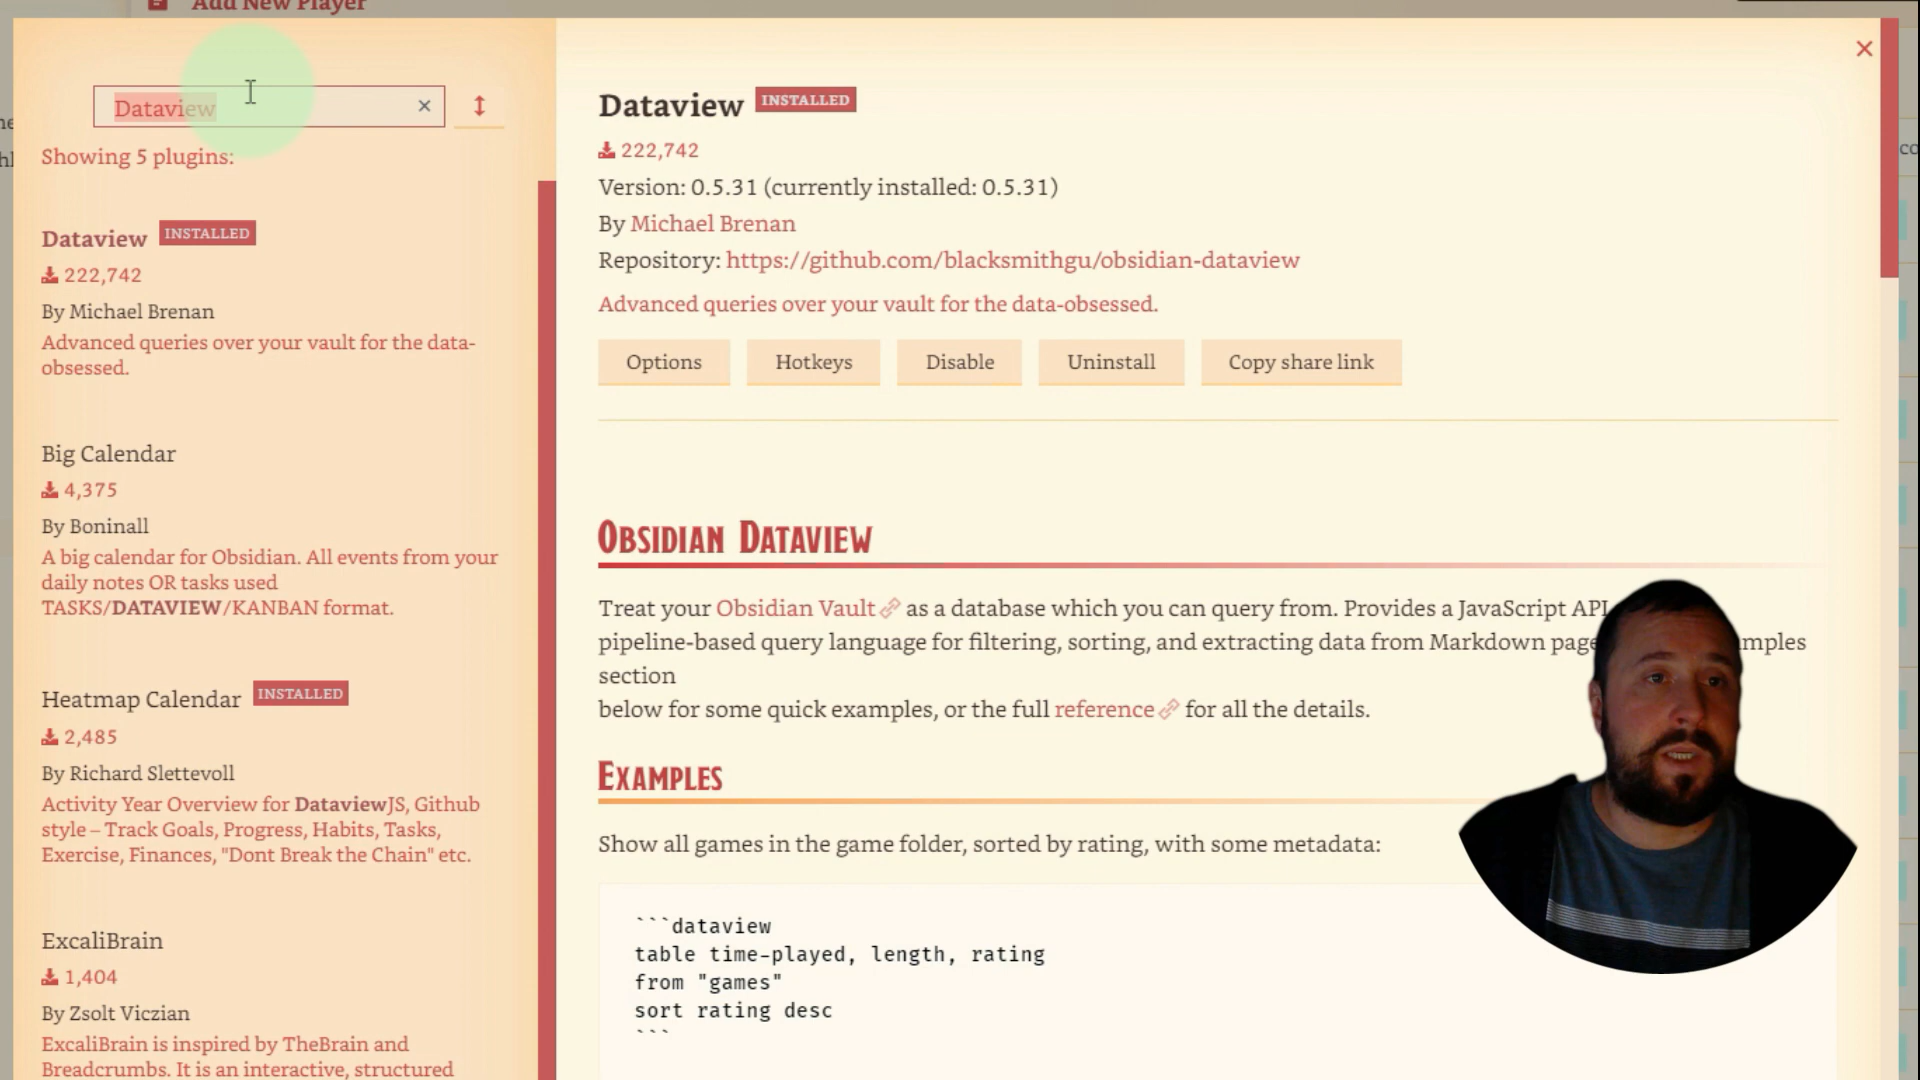 Add New Player
Dataview
Showing 5 plugins:
Dataview INSTALLED
222,742
By Michael Brenan
Advanced queries over your vault for the data-
obsessed.
Big Calendar
4,375
By Boninall
A big calendar for Obsidian. All events from your
daily notes OR tasks used
TASKS/DATAVIEW/KANBAN format.
Heatmap Calendar INSTALLED
2,485
By Richard Slettevoll
Activity Year Overview for DataviewJS, Github
style – Track Goals, Progress, Habits, Tasks,
Exercise, Finances, "Dont Break the Chain" etc.
ExcaliBrain
1,404
By Zsolt Viczian
ExcaliBrain is inspired by TheBrain and
Breadcrumbs. It is an interactive, structured
Dataview INSTALLED
222,742
Version: 0.5.31 (currently installed: 0.5.31)
By Michael Brenan
Repository: https://github.com/blacksmithgu/obsidian-dataview
Advanced queries over your vault for the data-obsessed.
Options Hotkeys Disable Uninstall Copy share link
Obsidian Dataview
Treat your Obsidian Vault as a database which you can query from. Provides a JavaScript API
pipeline-based query language for filtering, sorting, and extracting data from Markdown page
section
below for some quick examples, or the full reference for all the details.
Examples
Show all games in the game folder, sorted by rating, with some metadata:
```dataview
table time-played, length, rating
from "games"
sort rating desc
```